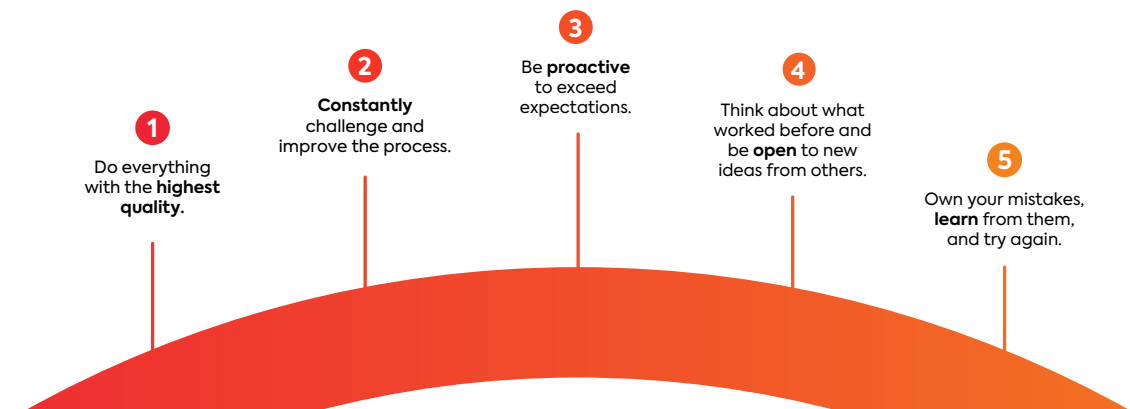 1
Do everything
with the highest
quality.
2
Constantly
challenge and
improve the process.
3
Be proactive
to exceed
expectations.
4
Think about what
worked before and
be open to new
ideas from others.
5
Own your mistakes,
learn from them,
and try again.